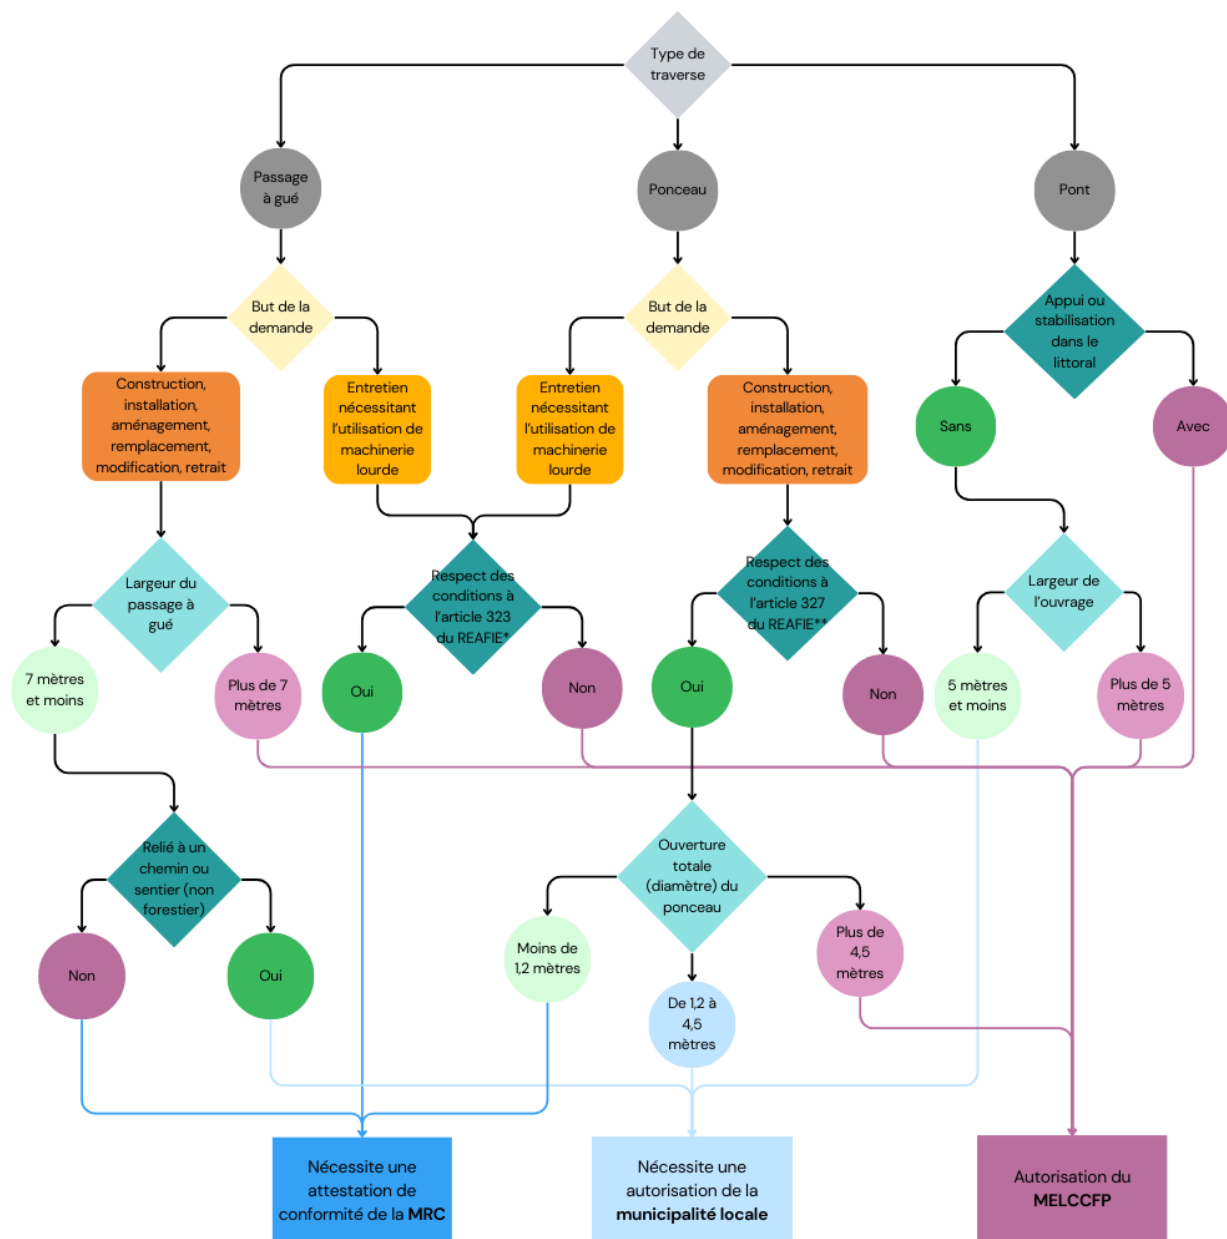 Type de
traverse
Passage
à gué
Ponceau
Pont
But de la
demande
But de la
demande
Appui ou
stabilisation
dans le
littoral
Construction,
installation,
aménagement,
remplacement,
modification, retrait
Entretien
nécessitant
l'utilisation de
machinerie
lourde
Entretien
nécessitant
l'utilisation de
machinerie
lourde
Construction,
installation,
aménagement,
remplacement,
modification, retrait
Sans
Avec
Largeur du
passage à
gué
Respect des
conditions à
l'article 323
du REAFIE*
Respect des
conditions à
l'article 327
du REAFIE**
Largeur de
l'ouvrage
7 mètres
et moins
Plus de 7
mètres
Oui
Non
Oui
Non
5 mètres
et moins
Plus de 5
mètres
Relié à un
chemin ou
sentier (non
forestier)
Ouverture
totale
(diamètre) du
ponceau
Non
Oui
Moins de
1,2 mètres
De 1,2 à
4,5
mètres
Plus de
4,5
mètres
Nécessite une
attestation de
conformité de la MRC
Nécessite une
autorisation de la
municipalité locale
Autorisation du
MELCCFP